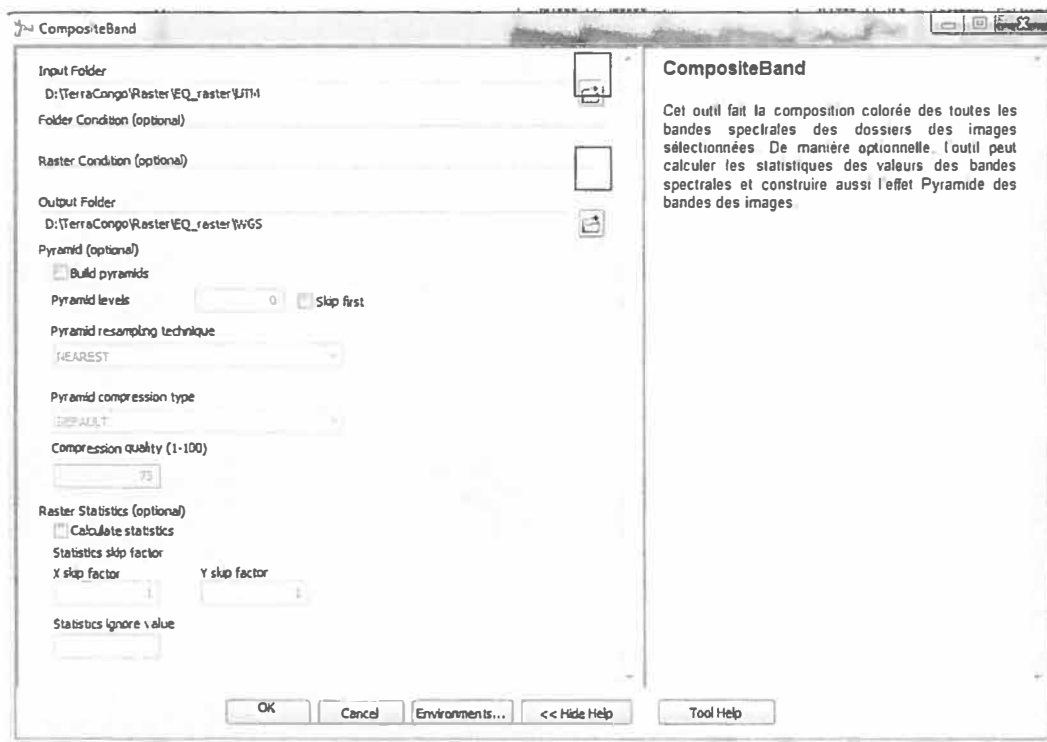 CompositeBand
Input Folder
D:\TerraCongo\Raster\EQ_raster\UTM
Folder Condition (optional)
Raster Condition (optional)
Output Folder
D:\TerraCongo\Raster\EQ_raster\WGS
Pyramid (optional)
Build pyramids
Pyramid levels 0 Skip first
Pyramid resampling technique
NEAREST
Pyramid compression type
DEFAULT
Compression quality (1-100)
75
Raster Statistics (optional)
Calculate statistics
Statistics skip factor
X skip factor Y skip factor
1 1
Statistics ignore value
CompositeBand
Cet outil fait la composition colorée des toutes les
bandes spectrales des dossiers des images
sélectionnées. De manière optionnelle, l'outil peut
calculer les statistiques des valeurs des bandes
spectrales et construire aussi l'effet Pyramide des
bandes des images
OK Cancel Environments... << Hide Help Tool Help